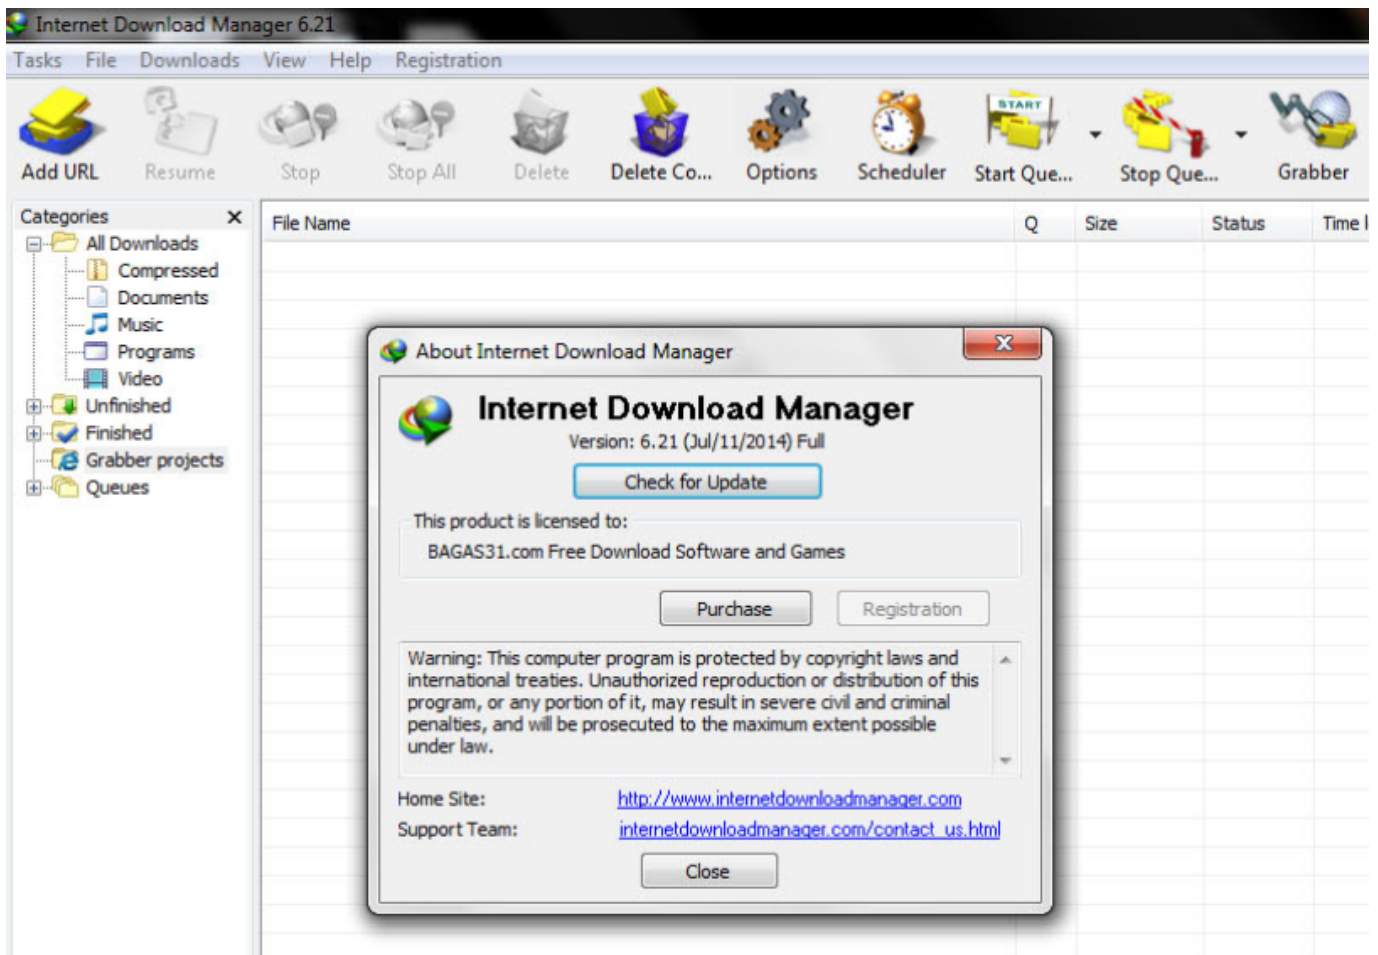 Internet Download Manager 6.21
Tasks File Downloads View Help Registration
Add URL Resume Stop Stop All Delete Delete Co... Options Scheduler Start Que... Stop Que... Grabber
START
Categories
File Name Q Size Status Time l
All Downloads
Compressed
Documents
Music
Programs
Video
Unfinished
Finished
Grabber projects
Queues
About Internet Download Manager
Internet Download Manager
Version: 6.21 (Jul/11/2014) Full
Check for Update
This product is licensed to:
BAGAS31.com Free Download Software and Games
Purchase Registration
Warning: This computer program is protected by copyright laws and
international treaties. Unauthorized reproduction or distribution of this
program, or any portion of it, may result in severe civil and criminal
penalties, and will be prosecuted to the maximum extent possible
under law.
Home Site: http://www.internetdownloadmanager.com
Support Team: internetdownloadmanager.com/contact_us.html
Close